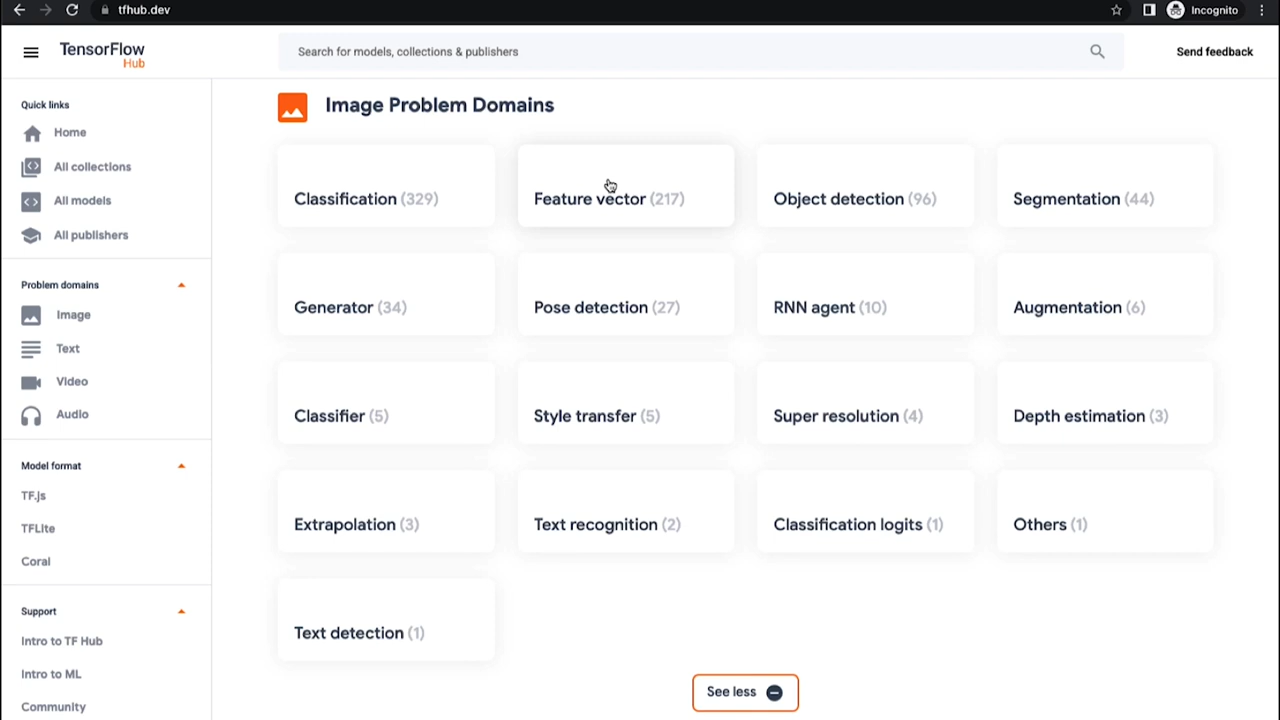 tfhub.dev
Incognito
TensorFlow
Hub
Search for models, collections & publishers
Send feedback
Quick links
Home
All collections
All models
All publishers
Problem domains
Image
Text
Video
Audio
Model format
TF.js
TFLite
Coral
Support
Intro to TF Hub
Intro to ML
Community
Image Problem Domains
Classification (329)
Feature vector (217)
Object detection (96)
Segmentation (44)
Generator (34)
Pose detection (27)
RNN agent (10)
Augmentation (6)
Classifier (5)
Style transfer (5)
Super resolution (4)
Depth estimation (3)
Extrapolation (3)
Text recognition (2)
Classification logits (1)
Others (1)
Text detection (1)
See less